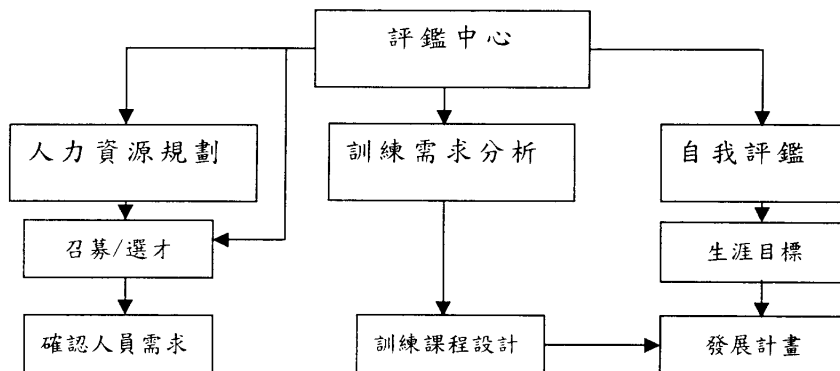 評鑑中心
人力資源規劃
訓練需求分析
自我評鑑
召募/選才
生涯目標
確認人員需求
訓練課程設計
發展計畫